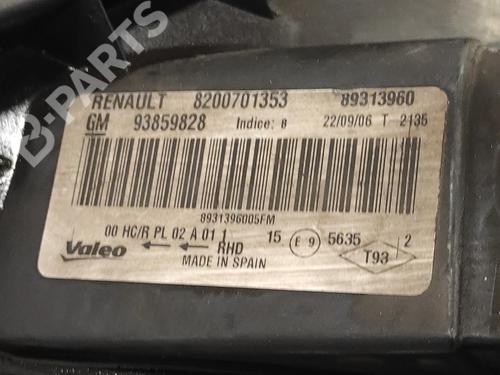 B-PARTS
RENAULT 8200701353 89313960
GM 93859828 Indice: 8 22/09/06 T 2135
8931396005FM
00 HC/R PL 02 A 01 1 15 E 9 5635 2
Valeo RHD T93
MADE IN SPAIN